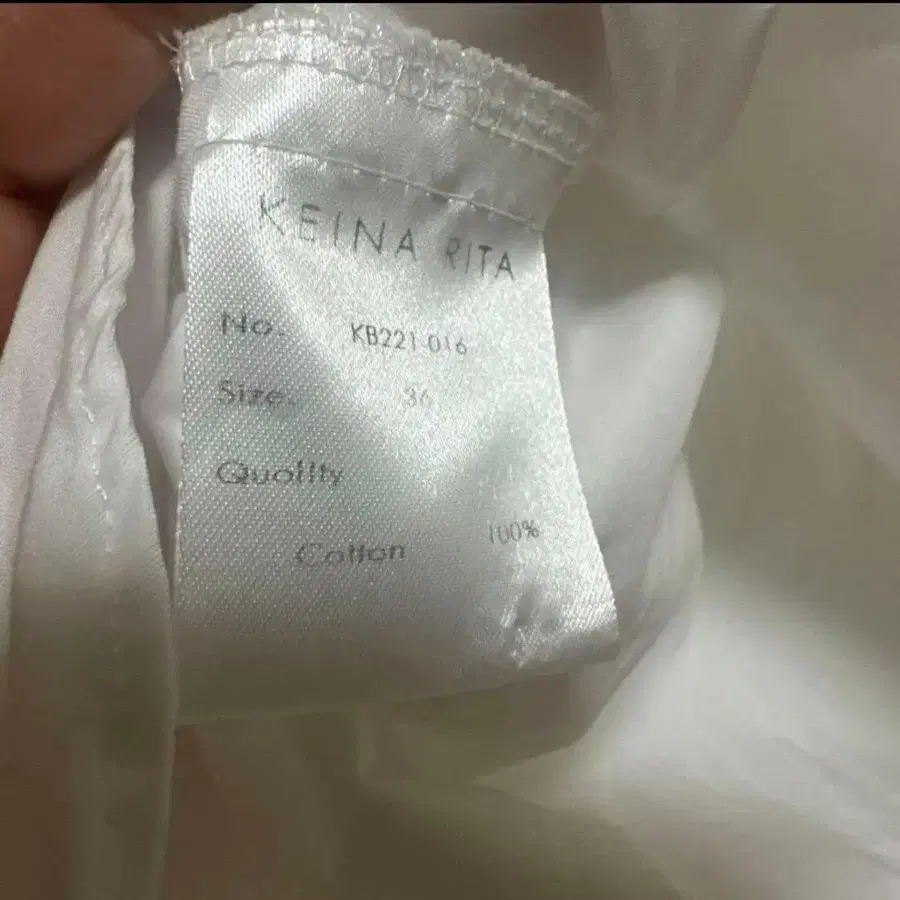 KEINA RITA
No. KB221-016
Size. 36
Quality
Cotton 100%